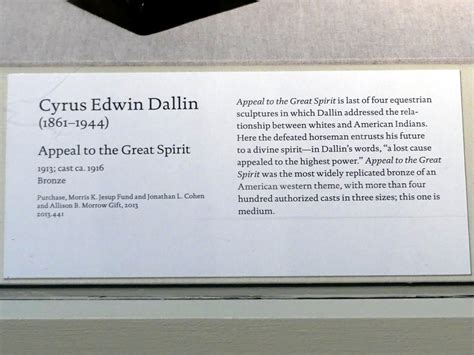 Cyrus Edwin Dallin
(1861–1944)
Appeal to the Great Spirit
1913; cast ca. 1916
Bronze
Purchase, Morris K. Jesup Fund and Jonathan L. Cohen
and Allison B. Morrow Gift, 2013
2013.441
Appeal to the Great Spirit is last of four equestrian
sculptures in which Dallin addressed the rela-
tionship between whites and American Indians.
Here the defeated horseman entrusts his future
to a divine spirit—in Dallin's words, “a lost cause
appealed to the highest power.” Appeal to the Great
Spirit was the most widely replicated bronze of an
American western theme, with more than four
hundred authorized casts in three sizes; this one is
medium.